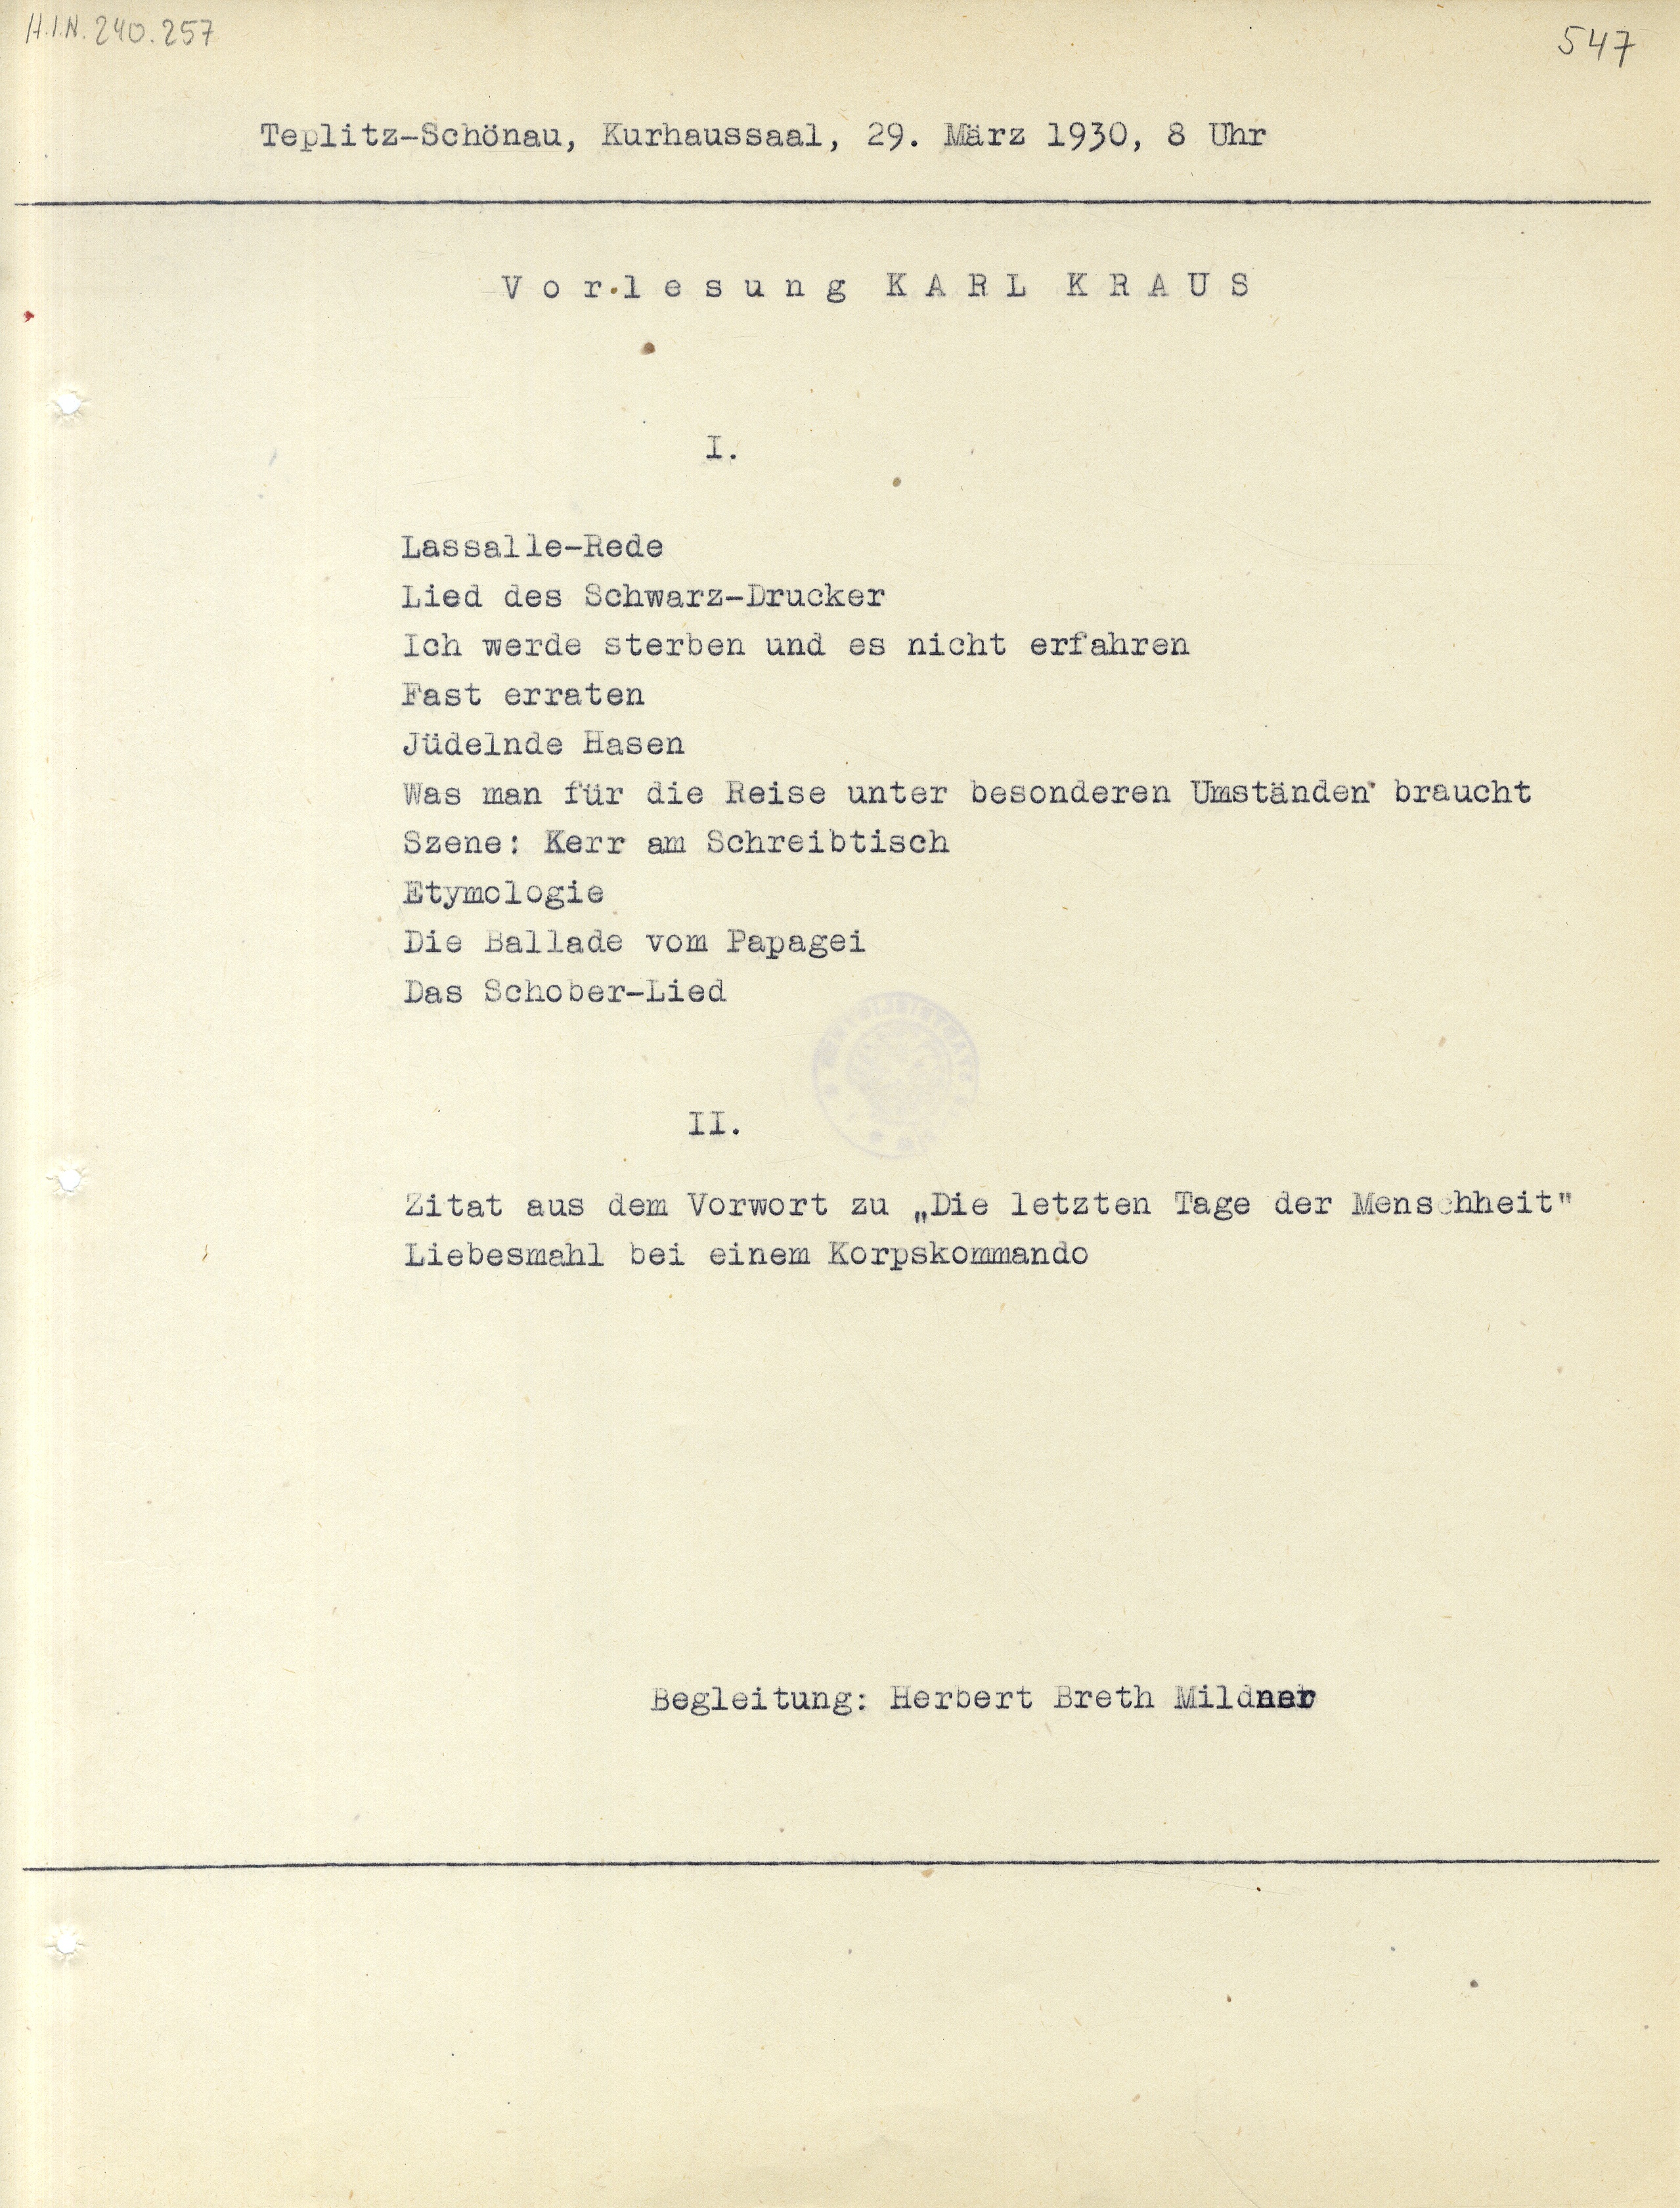 H.I.N. 240.257
547
Teplitz-Schönau, Kurhaussaal, 29. März 1930, 8 Uhr
Vorlesung KARL KRAUS
I.
Lassalle-Rede
Lied des Schwarz-Drucker
Ich werde sterben und es nicht erfahren
Fast erraten
Jüdelnde Hasen
Was man für die Reise unter besonderen Umständen braucht
Szene: Kerr am Schreibtisch
Etymologie
Die Ballade vom Papagei
Das Schober-Lied
II.
Zitat aus dem Vorwort zu „Die letzten Tage der Menschheit"
Liebesmahl bei einem Korpskommando
Begleitung: Herbert Breth Mildner